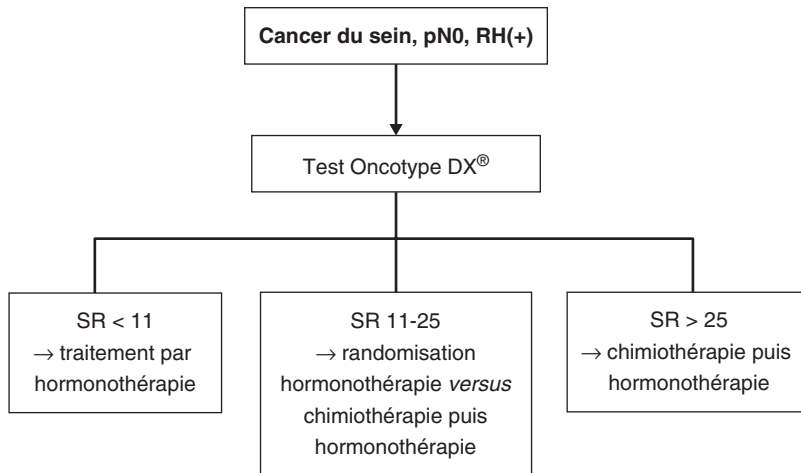 Cancer du sein, pN0, RH(+)
Test Oncotype DX®
SR < 11
→ traitement par
hormonothérapie
SR 11-25
→ randomisation
hormonothérapie versus
chimiothérapie puis
hormonothérapie
SR > 25
→ chimiothérapie puis
hormonothérapie